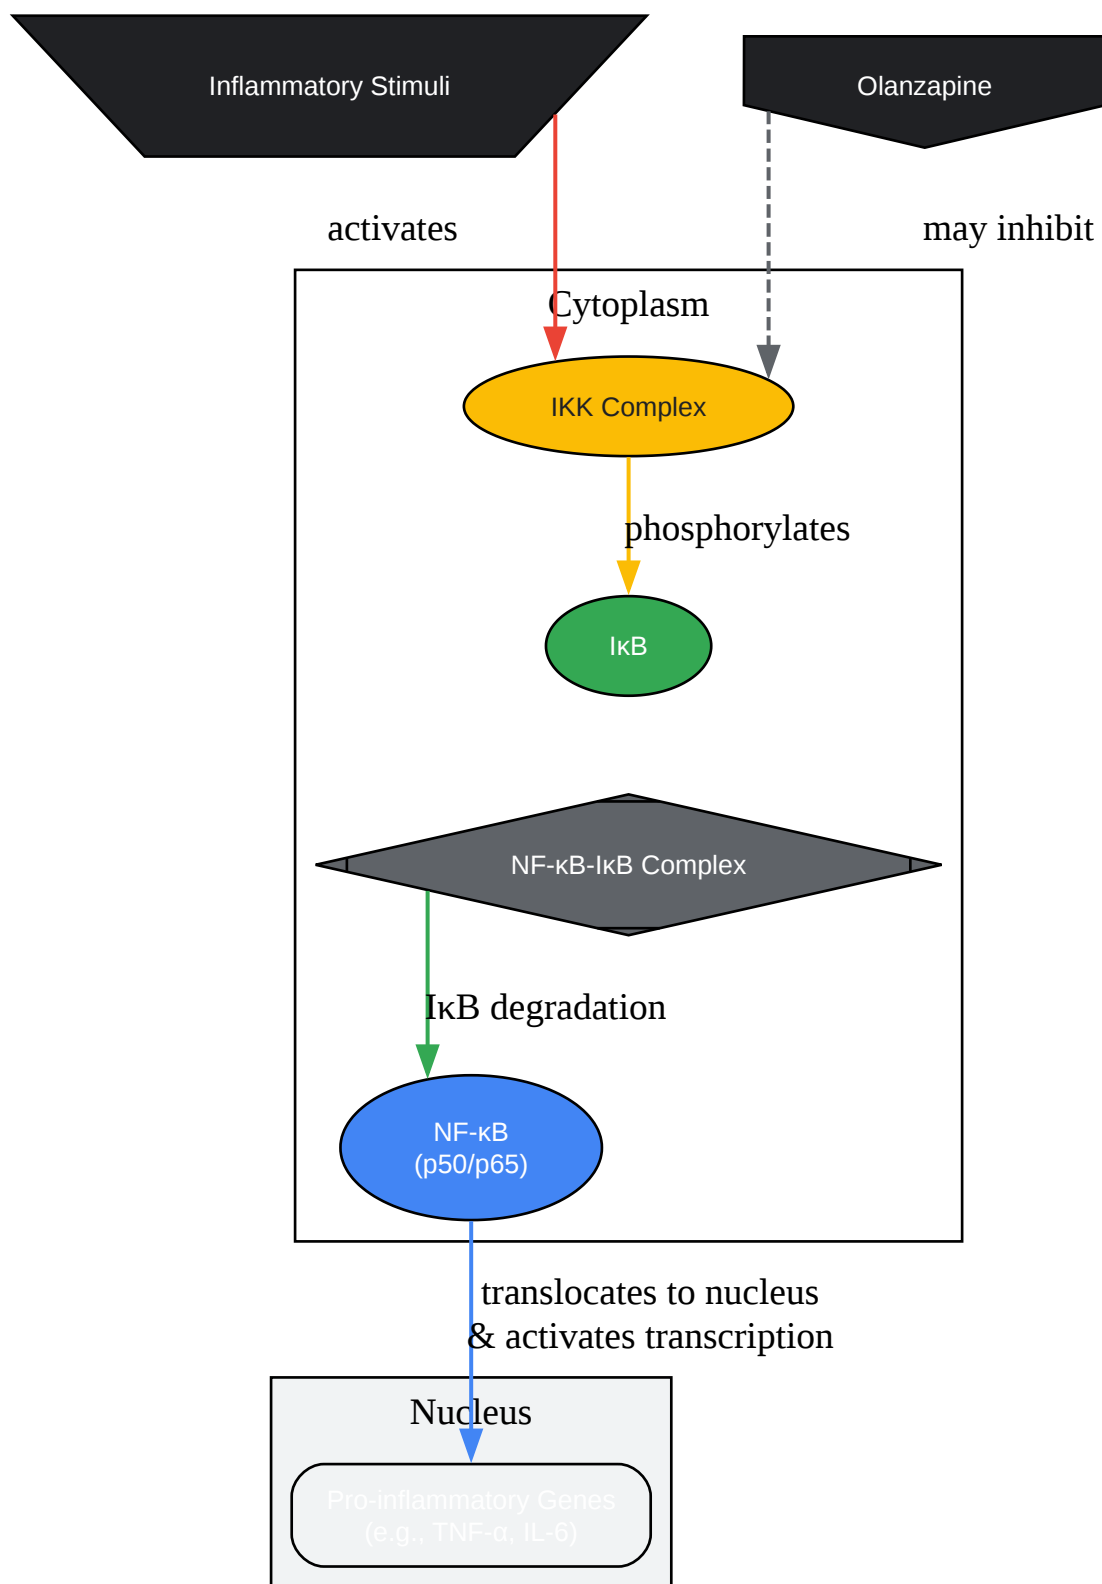 Inflammatory Stimuli
Olanzapine
activates
may inhibit
Cytoplasm
IKK Complex
phosphorylates
IκB
NF-κB-IκB Complex
IκB degradation
NF-κB
(p50/p65)
translocates to nucleus
& activates transcription
Nucleus
Pro-inflammatory Genes
(e.g., TNF-α, IL-6)